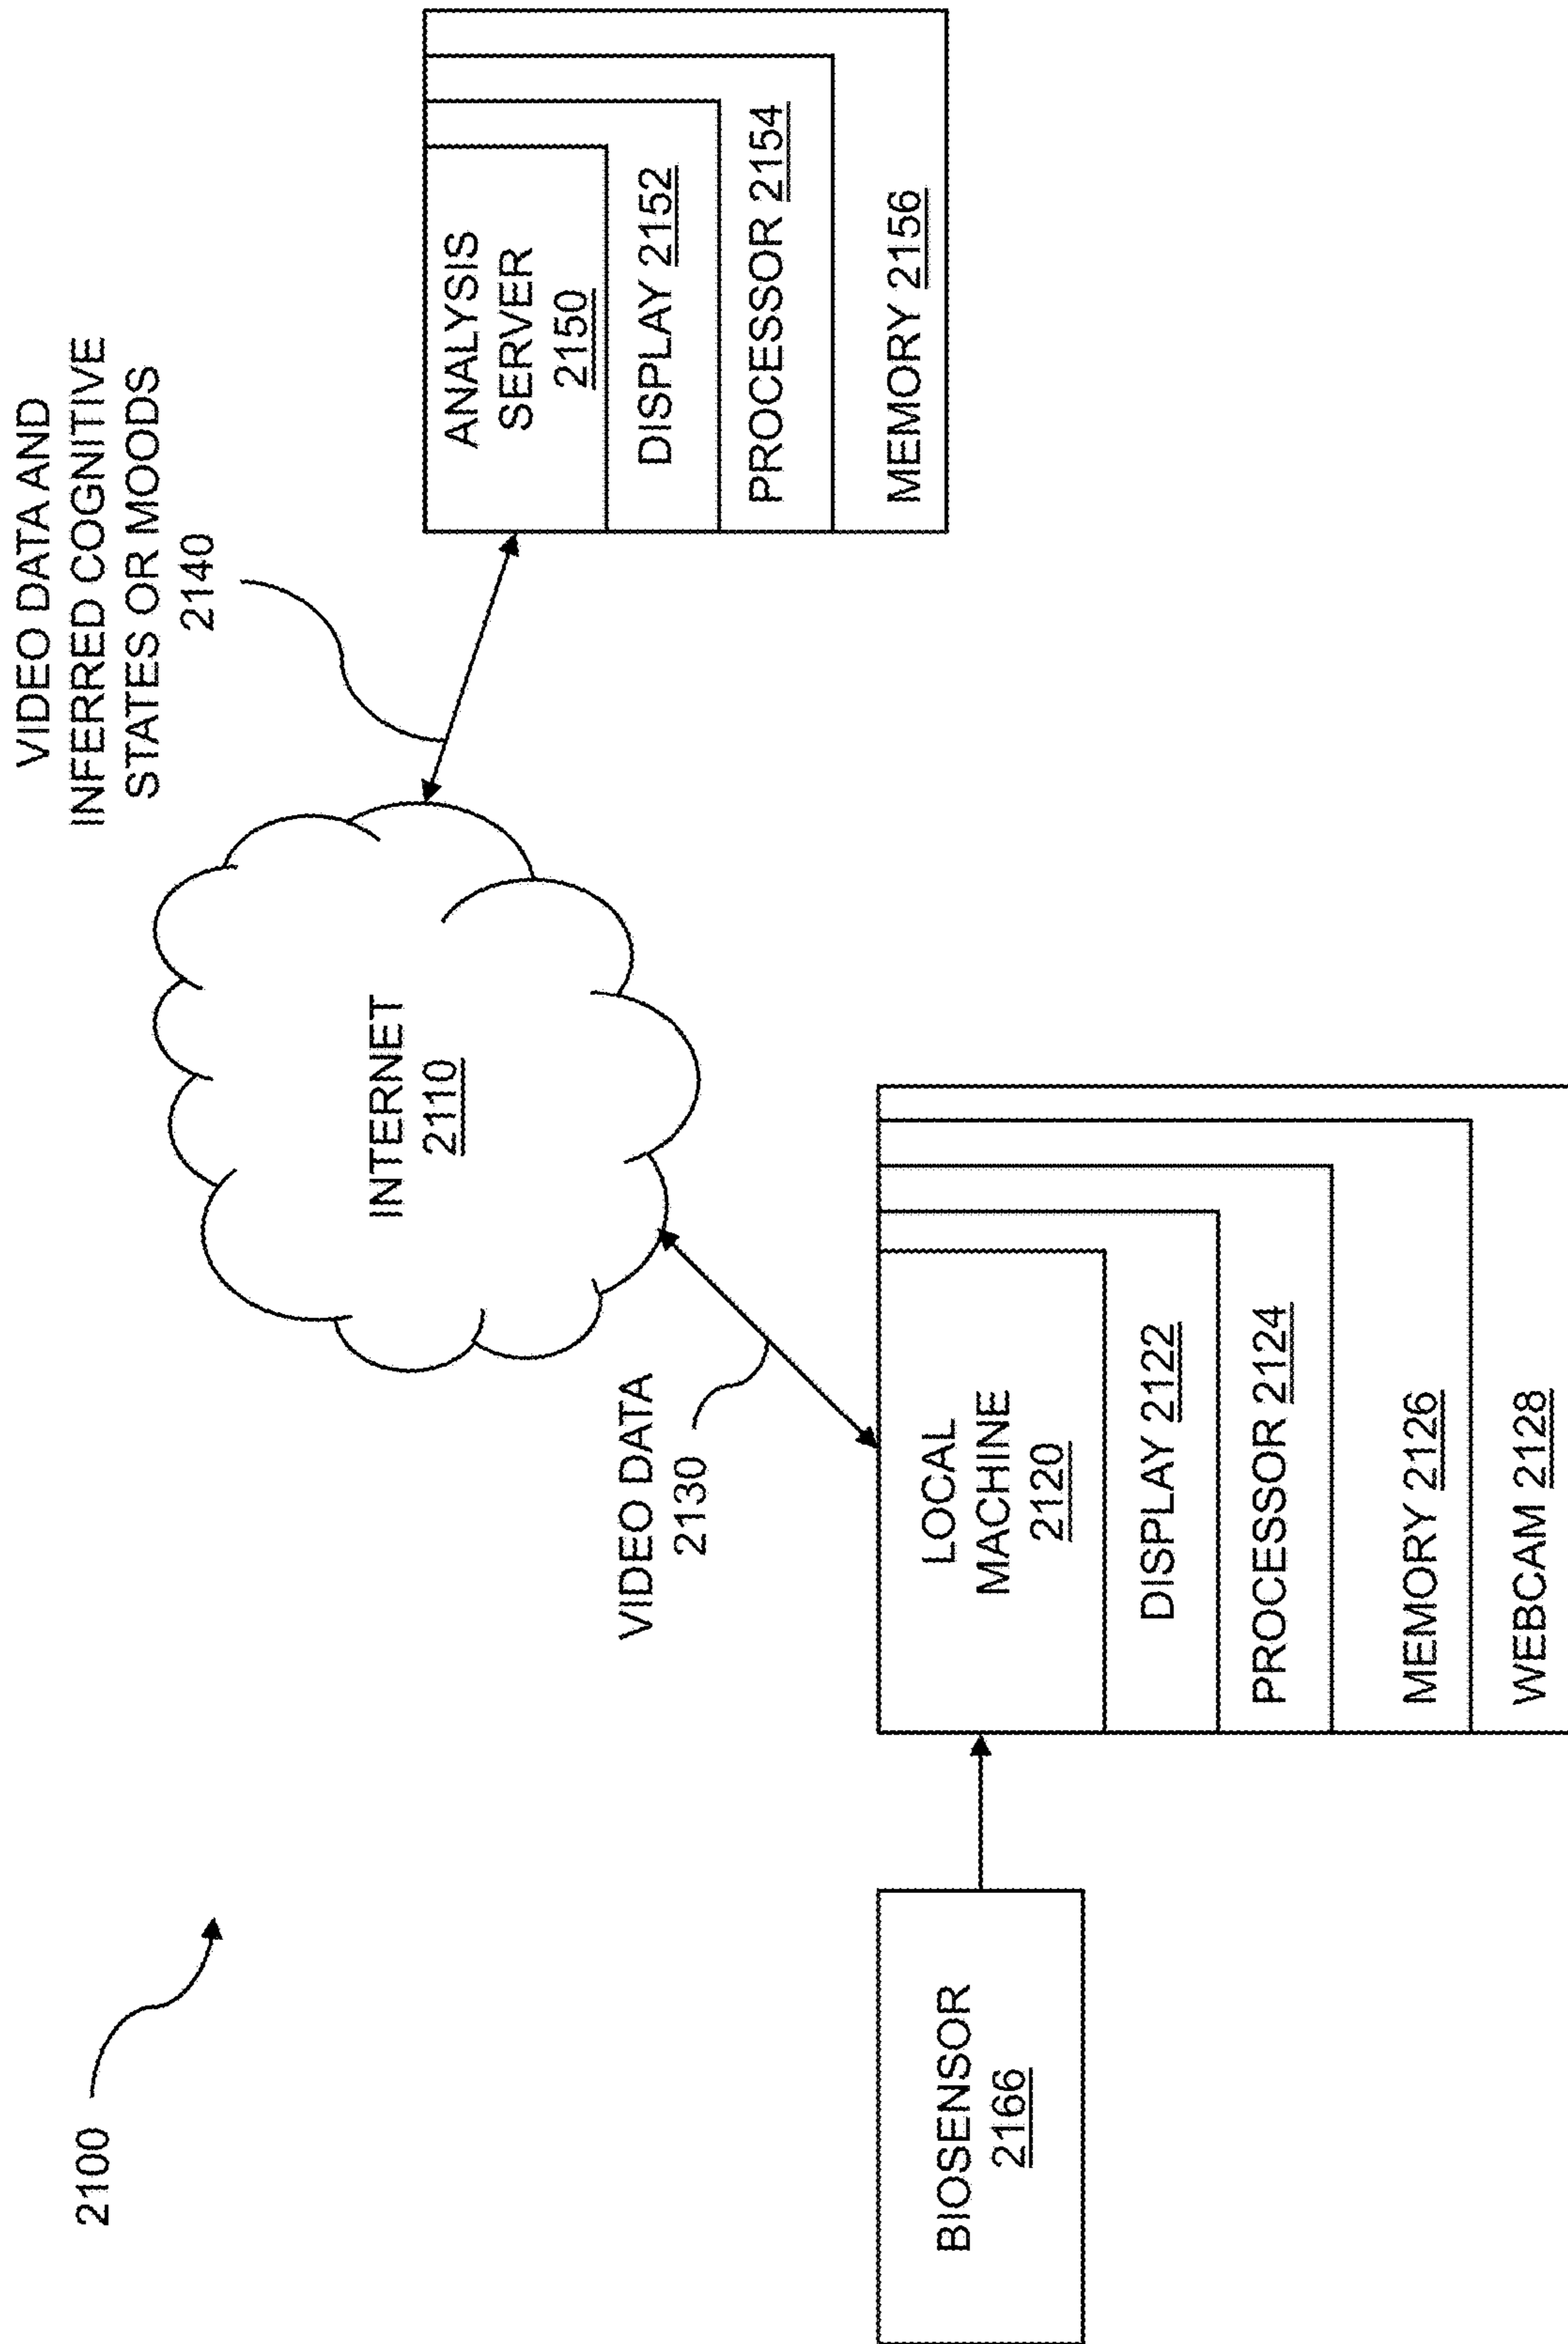 2100
VIDEO DATA AND
INFERRED COGNITIVE
STATES OR MOODS
2140
INTERNET
2110
VIDEO DATA
2130
ANALYSIS
SERVER
2150
DISPLAY 2152
PROCESSOR 2154
MEMORY 2156
BIOSENSOR
2166
LOCAL
MACHINE
2120
DISPLAY 2122
PROCESSOR 2124
MEMORY 2126
WEBCAM 2128